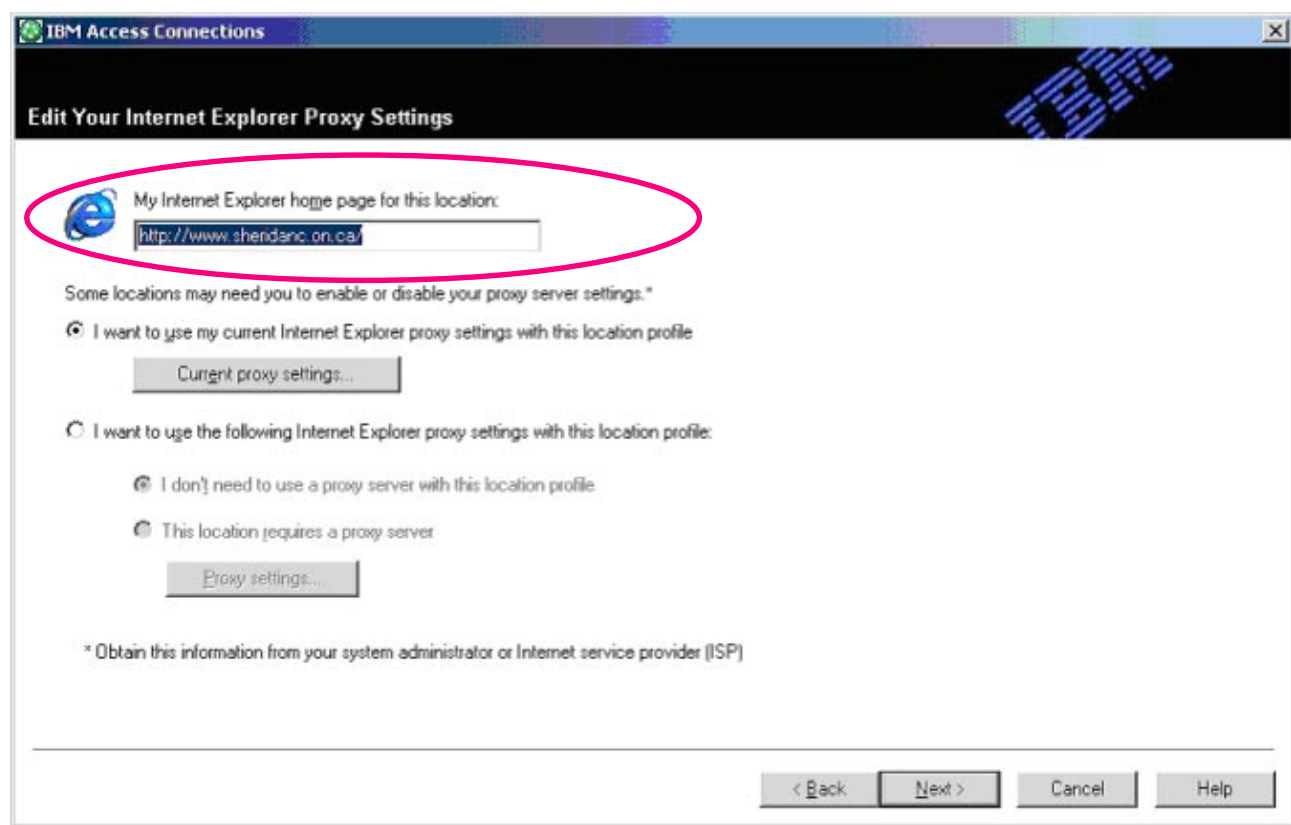 IBM Access Connections
IBM
Edit Your Internet Explorer Proxy Settings
My Internet Explorer home page for this location:
http://www.sheridanc.on.ca/
Some locations may need you to enable or disable your proxy server settings.*
I want to use my current Internet Explorer proxy settings with this location profile
Current proxy settings...
I want to use the following Internet Explorer proxy settings with this location profile:
I don't need to use a proxy server with this location profile
This location requires a proxy server
Proxy settings...
* Obtain this information from your system administrator or Internet service provider (ISP)
< Back Next > Cancel Help